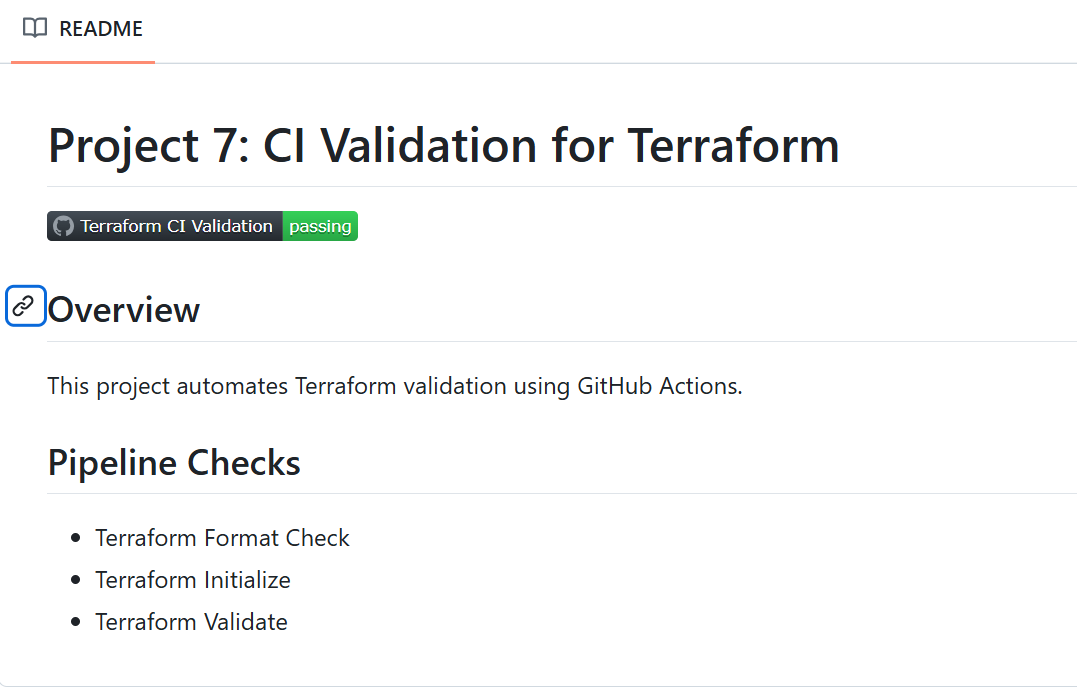 README
Project 7: CI Validation for Terraform
Terraform CI Validation passing
Overview
This project automates Terraform validation using GitHub Actions.
Pipeline Checks
Terraform Format Check
Terraform Initialize
Terraform Validate